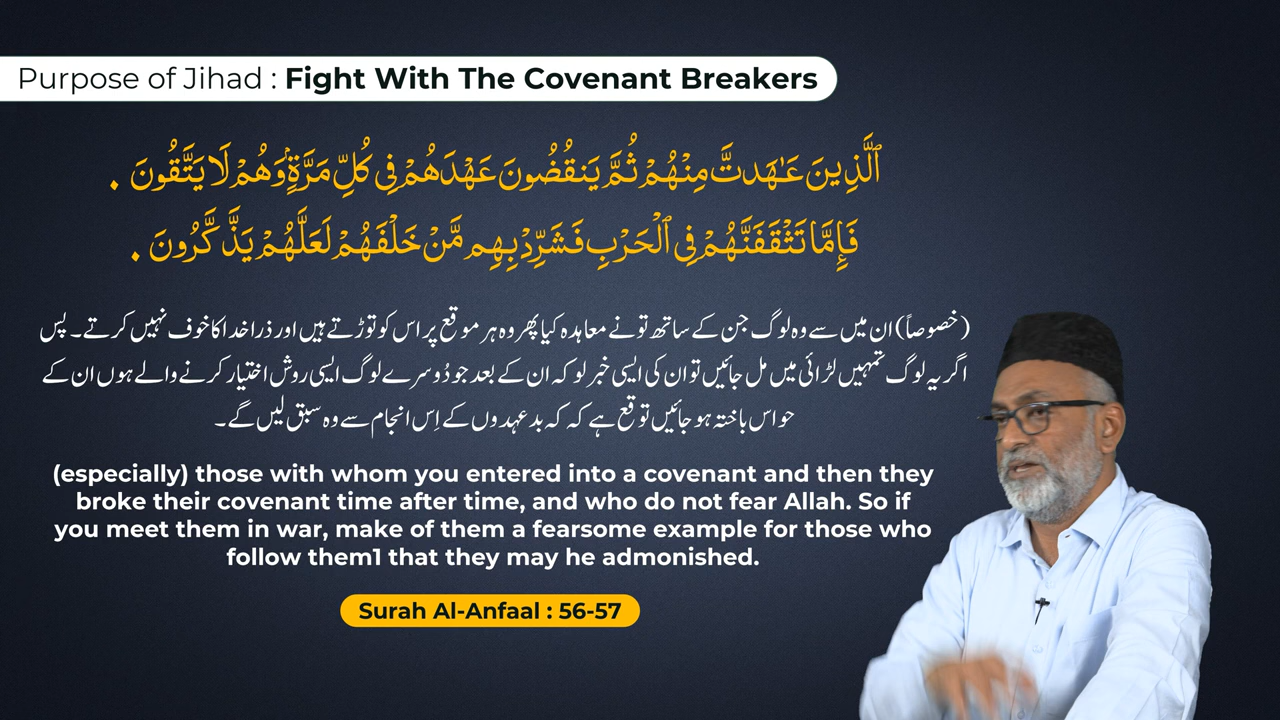 Purpose of Jihad : Fight With The Covenant Breakers
ٱلَّذِينَ عَـٰهَدتَّ مِنْهُمْ ثُمَّ يَنقُضُونَ عَهْدَهُمْ فِى كُلِّ مَرَّةٍۢ وَهُمْ لَا يَتَّقُونَ ۔
فَإِمَّا تَثْقَفَنَّهُمْ فِى ٱلْحَرْبِ فَشَرِّدْ بِهِم مَّنْ خَلْفَهُمْ لَعَلَّهُمْ يَذَّكَّرُونَ ۔
(خصوصاً) ان میں سے وہ لوگ جن کے ساتھ تونے معاہدہ کیا پھر وہ ہر موقع پر اس کو توڑتے ہیں اور ذرا خدا کا خوف نہیں کرتے۔ پس
اگر یہ لوگ تمہیں لڑائی میں مل جائیں تو ان کی ایسی خبر لو کہ ان کے بعد جو دُوسرے لوگ ایسی روش اختیار کرنے والے ہوں ان کے
حواس باختہ ہو جائیں توقع ہے کہ کہ بدعہدوں کے اِس انجام سے وہ سبق لیں گے۔
(especially) those with whom you entered into a covenant and then they
broke their covenant time after time, and who do not fear Allah. So if
you meet them in war, make of them a fearsome example for those who
follow them1 that they may he admonished.
Surah Al-Anfaal : 56-57